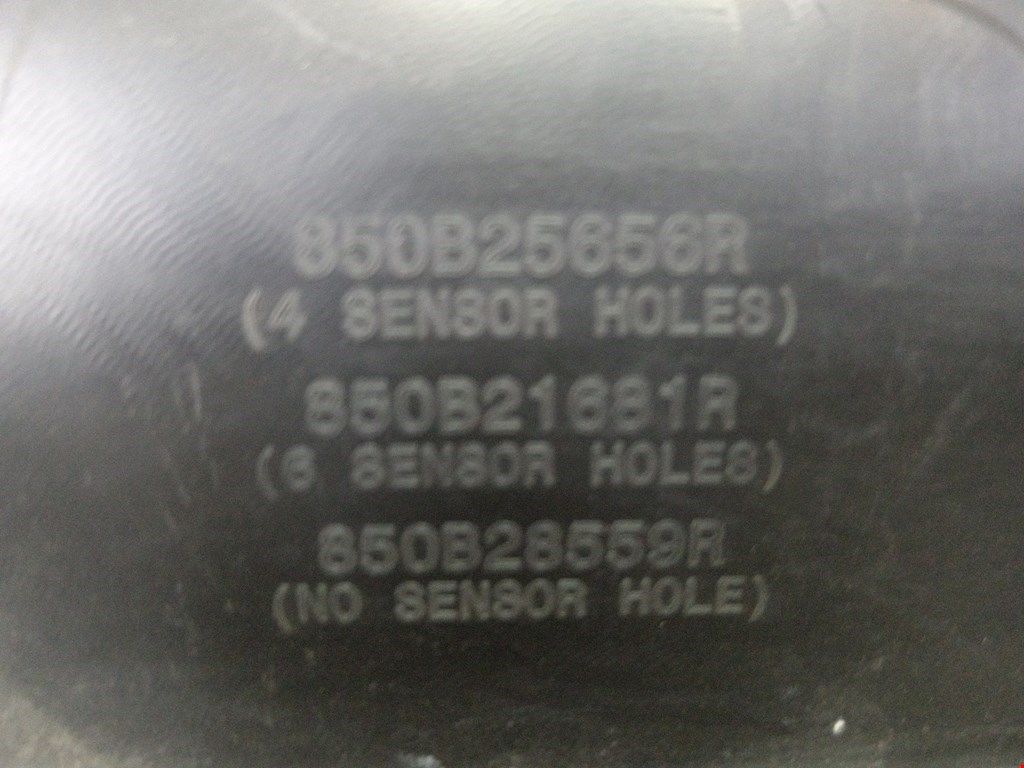 850B25656R
(4 SENSOR HOLES)
850B21681R
(6 SENSOR HOLES)
850B28559R
(NO SENSOR HOLE)